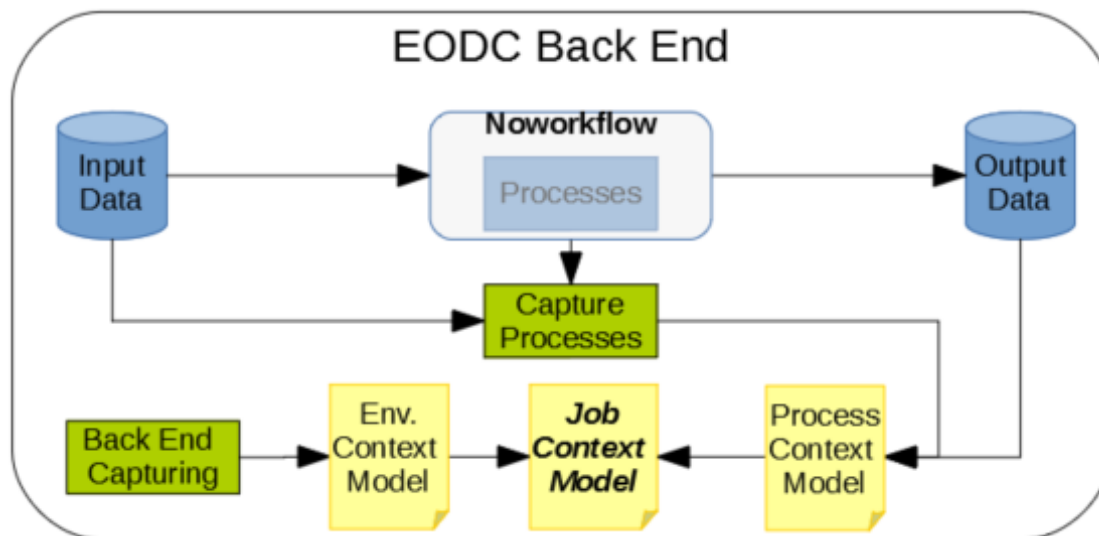 EODC Back End
Noworkflow
Input
Data
Processes
Output
Data
Capture
Processes
Back End
Capturing
Env.
Context
Model
Job
Context
Model
Process
Context
Model